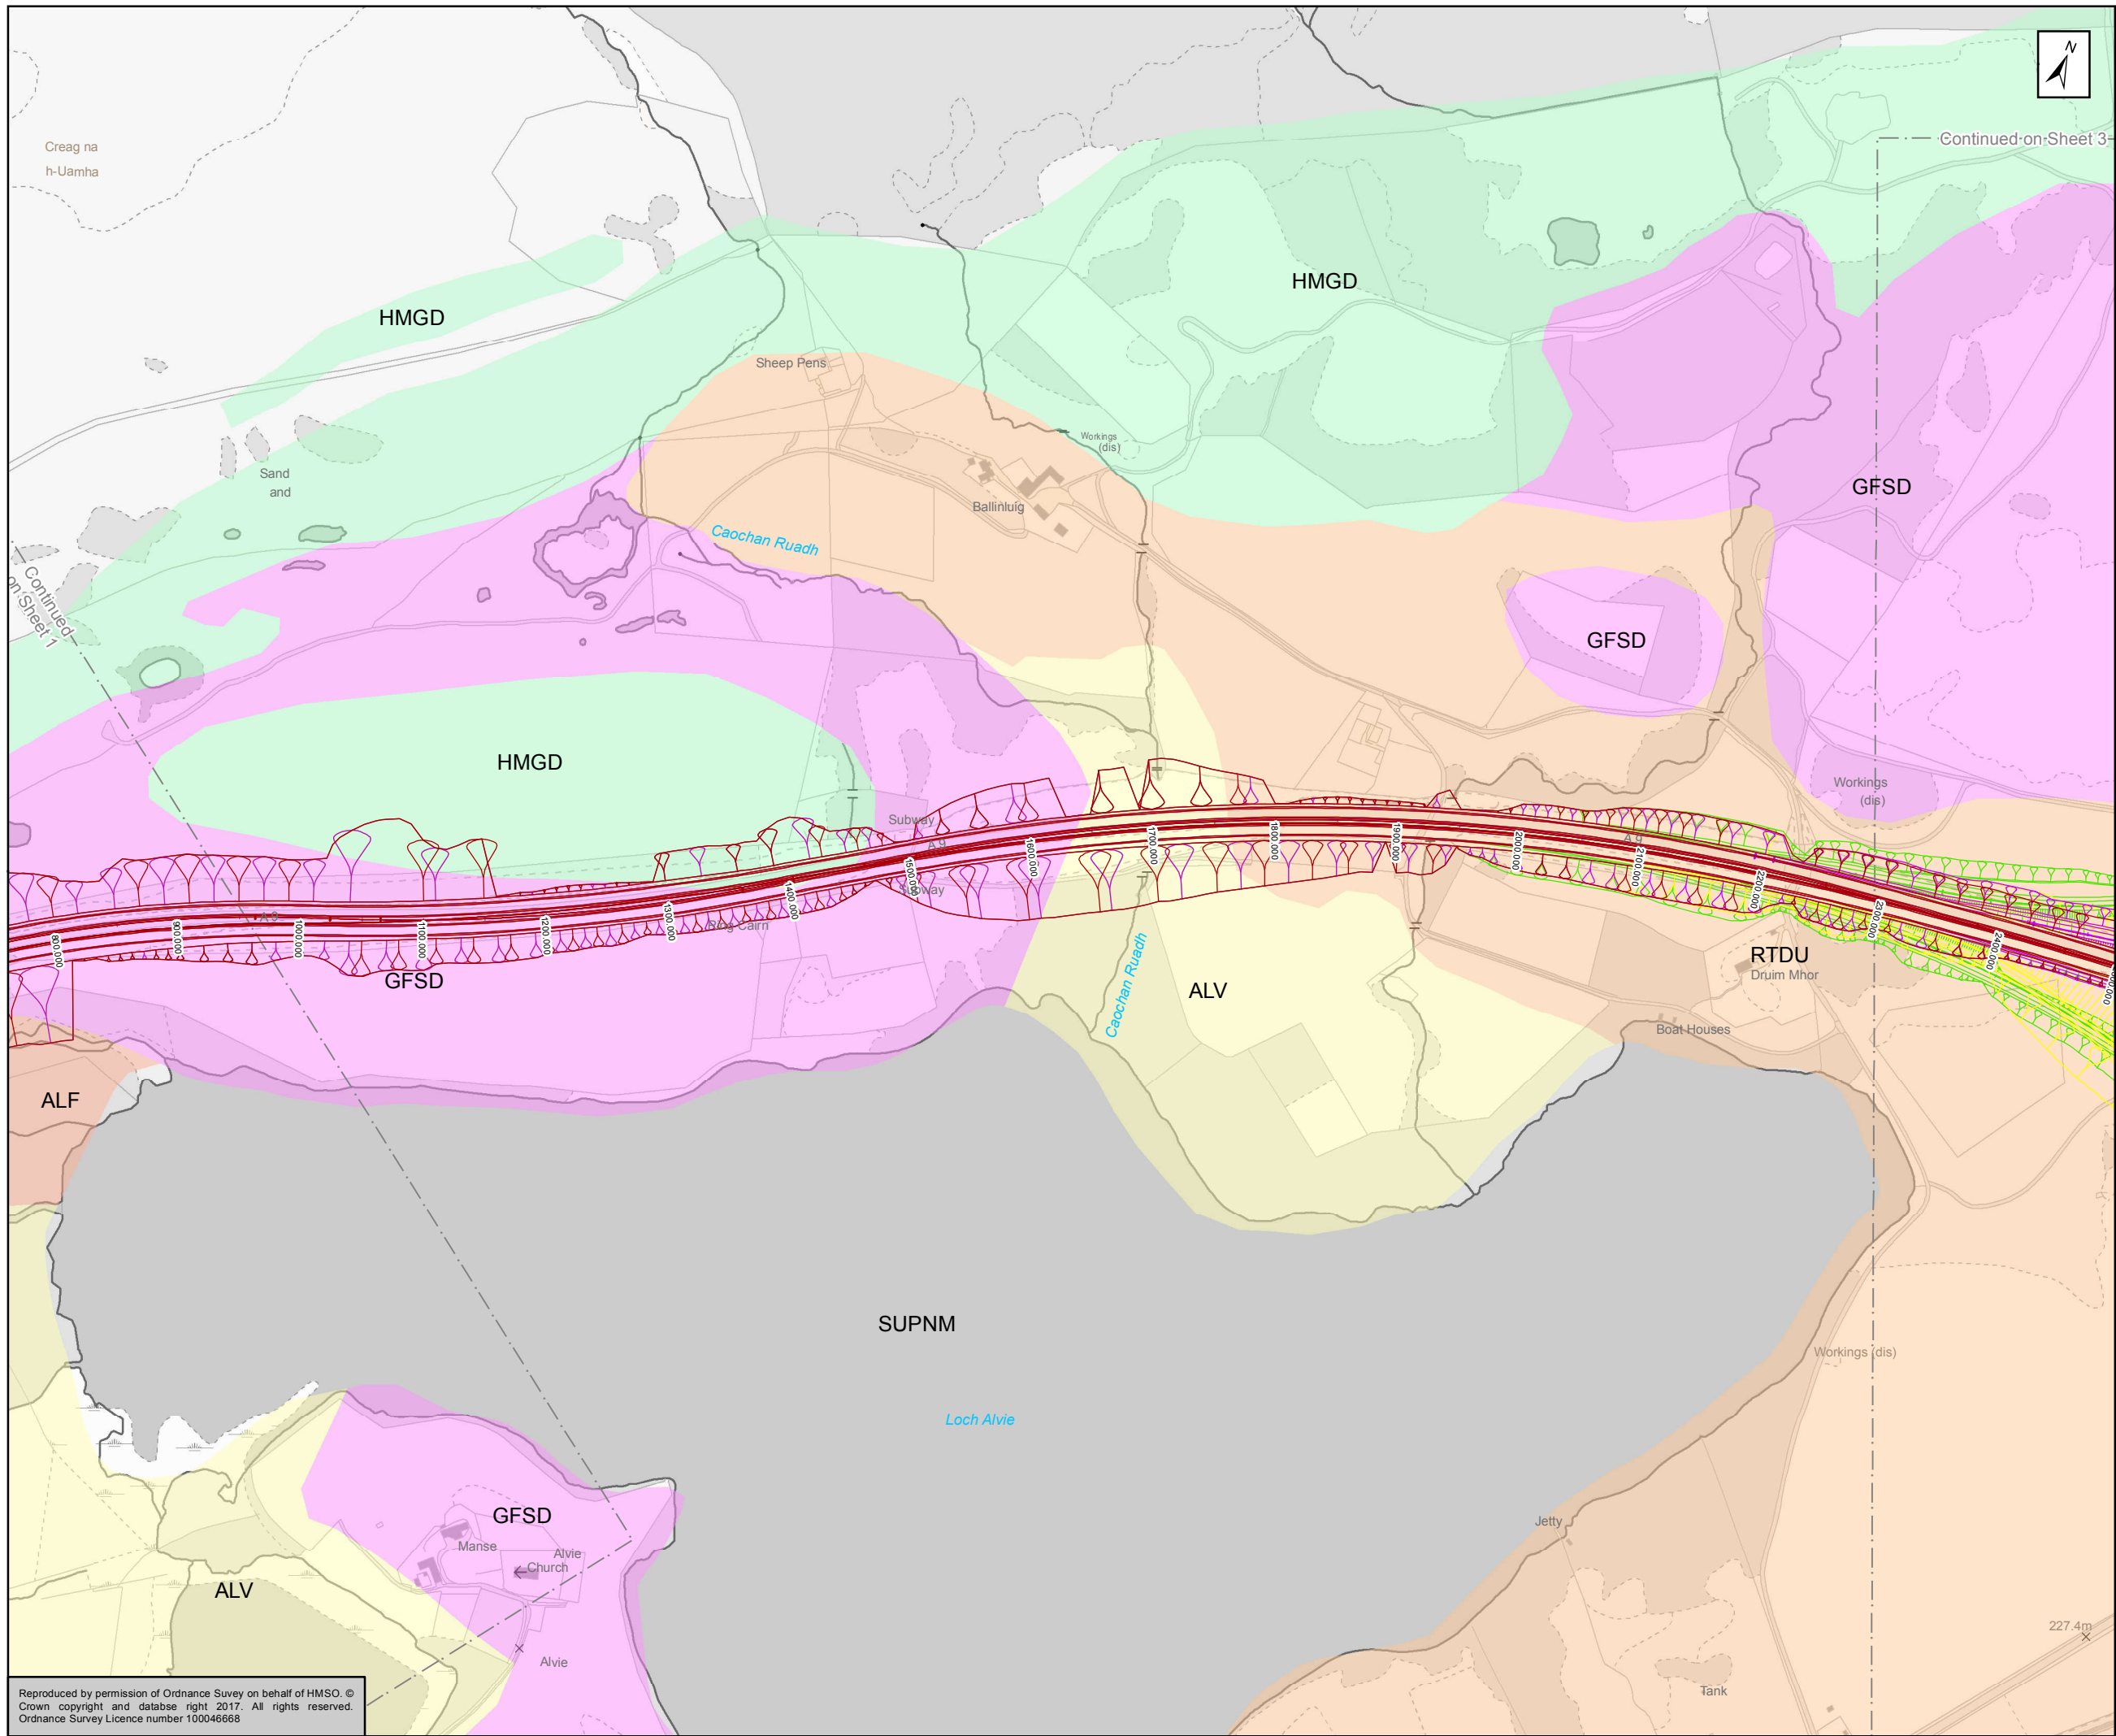 N
Continued on Sheet 3
Creag na
h-Uamha
HMGD
HMGD
Sheep Pens
Workings
(dis)
Sand
and
Ballinluig
GFSD
Caochan Ruadh
Continued
on Sheet 1
GFSD
HMGD
Workings
(dis)
Subway
A 9
A 9
Subway
Ring Cairn
A 9
800.000
900.000
1000.000
1100.000
1200.000
1300.000
1400.000
1500.000
1600.000
1700.000
1800.000
1900.000
2000.000
2100.000
2200.000
2300.000
2400.000
GFSD
Caochan Ruadh
ALV
RTDU
Druim Mhor
Boat Houses
ALF
SUPNM
Workings (dis)
Loch Alvie
GFSD
Manse
Alvie
Church
Jetty
ALV
Alvie
227.4m
Tank
Reproduced by permission of Ordnance Suvey on behalf of HMSO. ©
Crown copyright and databse right 2017. All rights reserved.
Ordnance Survey Licence number 100046668